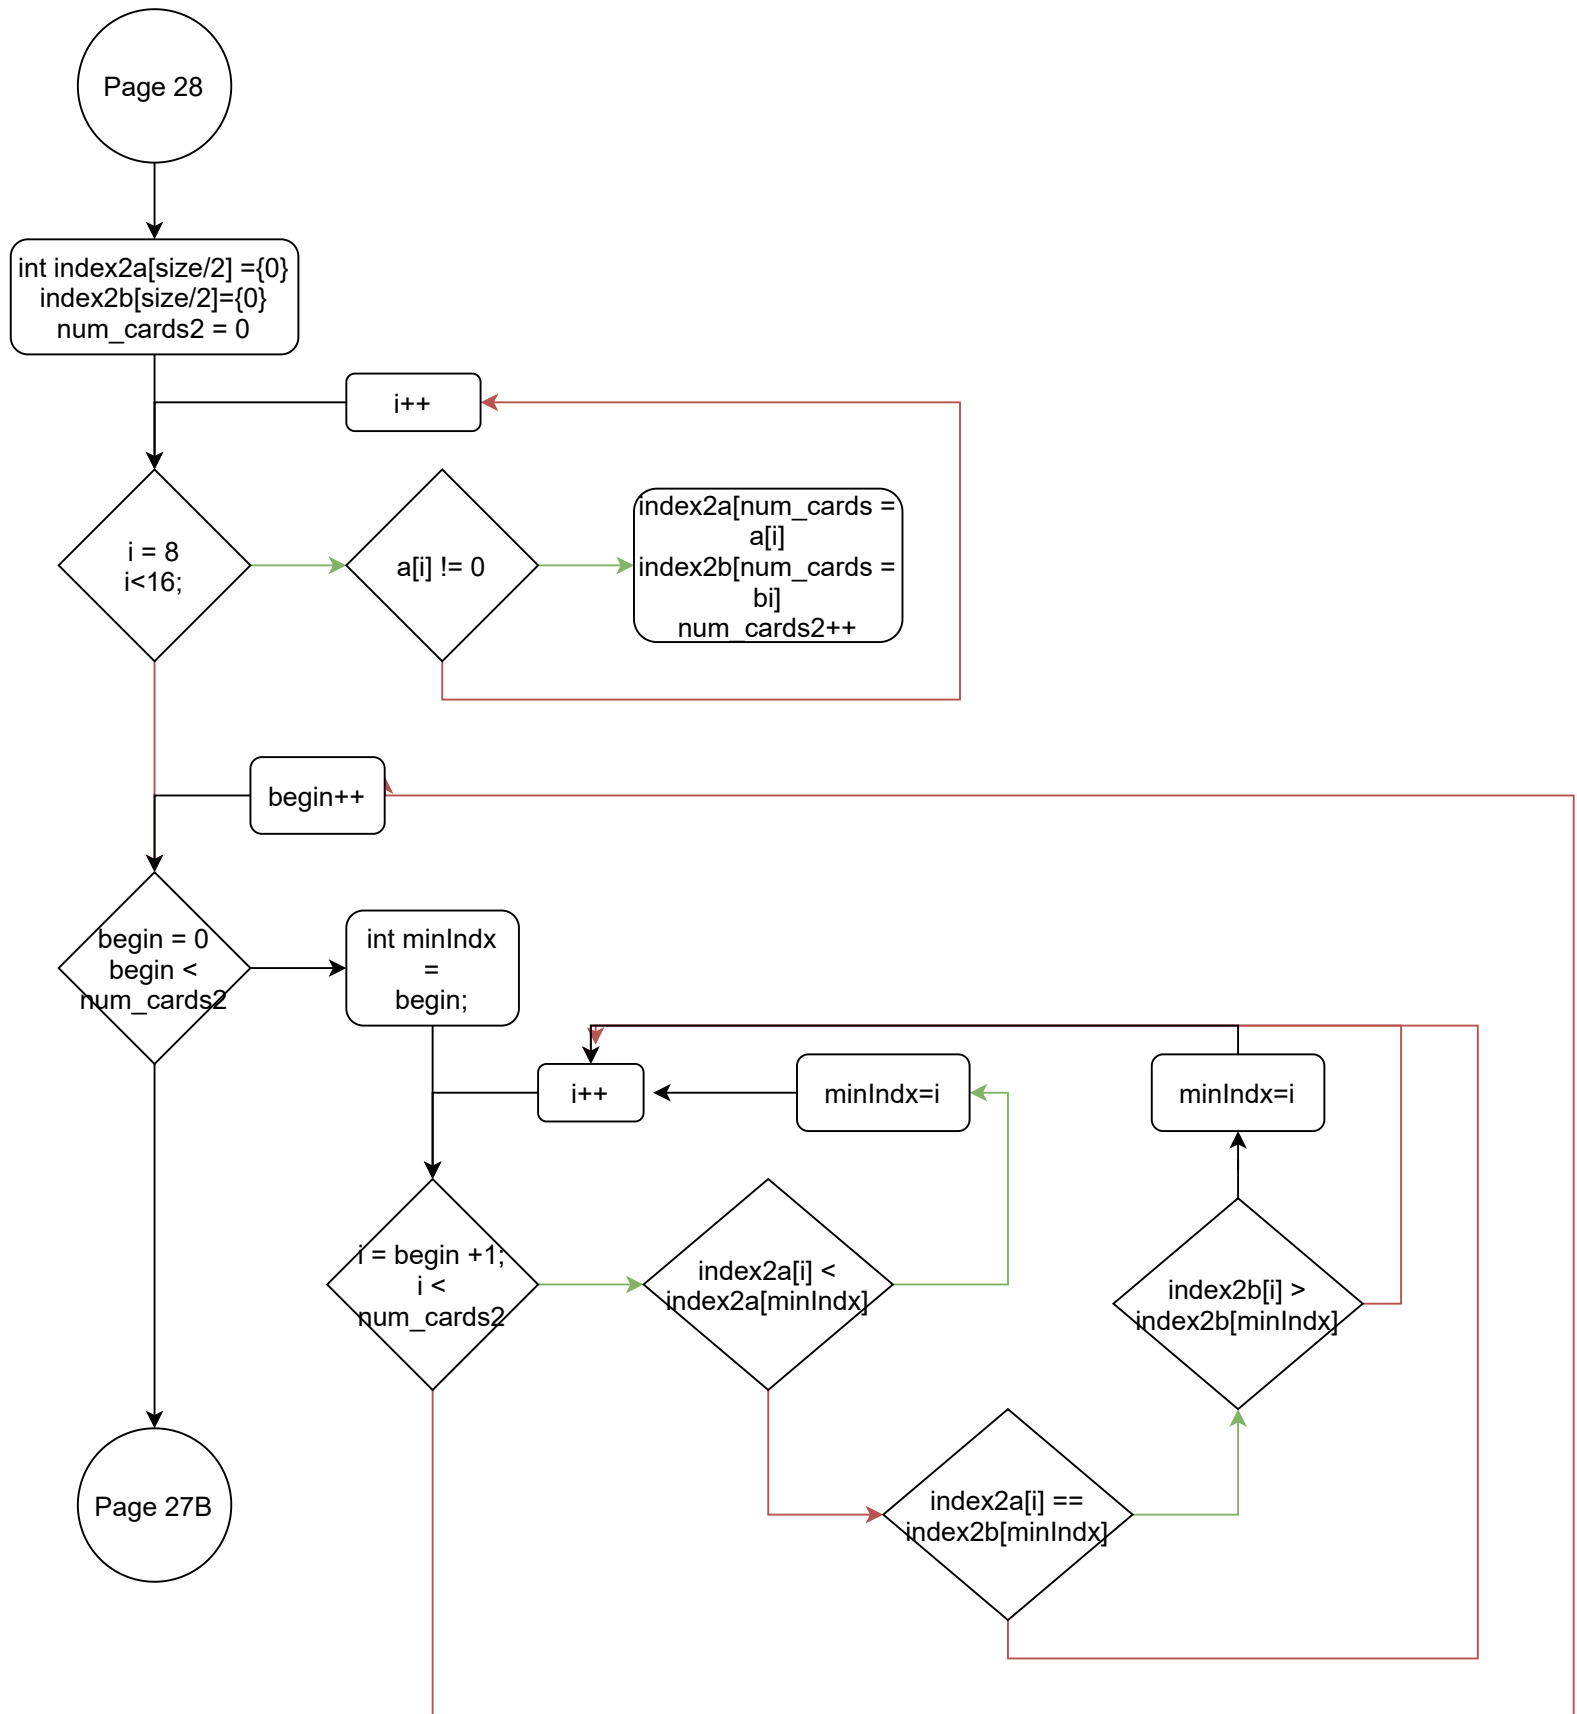 Page 28
int index2a[size/2] ={0}
index2b[size/2]={0}
num_cards2 = 0
i++
i = 8
i<16;
a[i] != 0
index2a[num_cards =
a[i]
index2b[num_cards =
bi]
num_cards2++
begin++
begin = 0
begin <
num_cards2
int minIndx
=
begin;
i++
minIndx=i
minIndx=i
i = begin +1;
i <
num_cards2
index2a[i] <
index2a[minIndx]
index2b[i] >
index2b[minIndx]
index2a[i] ==
index2b[minIndx]
Page 27B